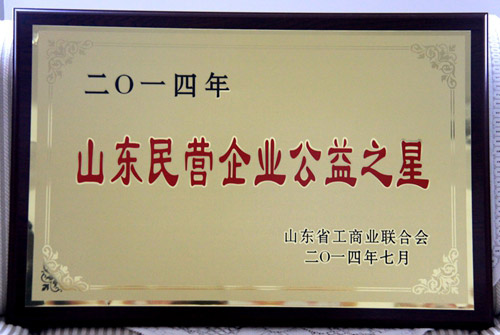 二〇一四年
山东民营企业公益之星
山东省工商业联合会
二〇一四年七月